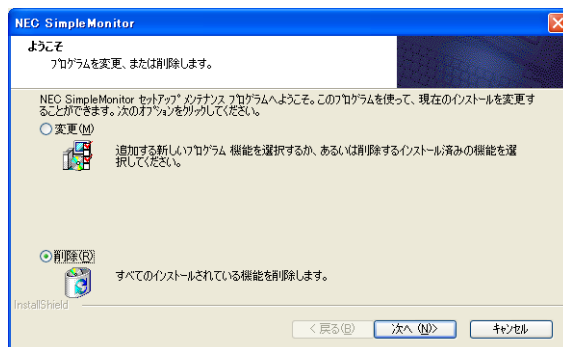 NEC SimpleMonitor
ようこそ
プログラムを変更、または削除します。
NEC SimpleMonitor セットアップ メンテナンス プログラムへようこそ。このプログラムを使って、現在のインストールを変更す
ることができます。次のオプションをクリックしてください。
変更(M)
追加する新しいプログラム 機能を選択するか、あるいは削除するインストール済みの機能を選
択してください。
削除(R)
すべてのインストールされている機能を削除します。
InstallShield
< 戻る(B)
次へ (N)>
キャンセル